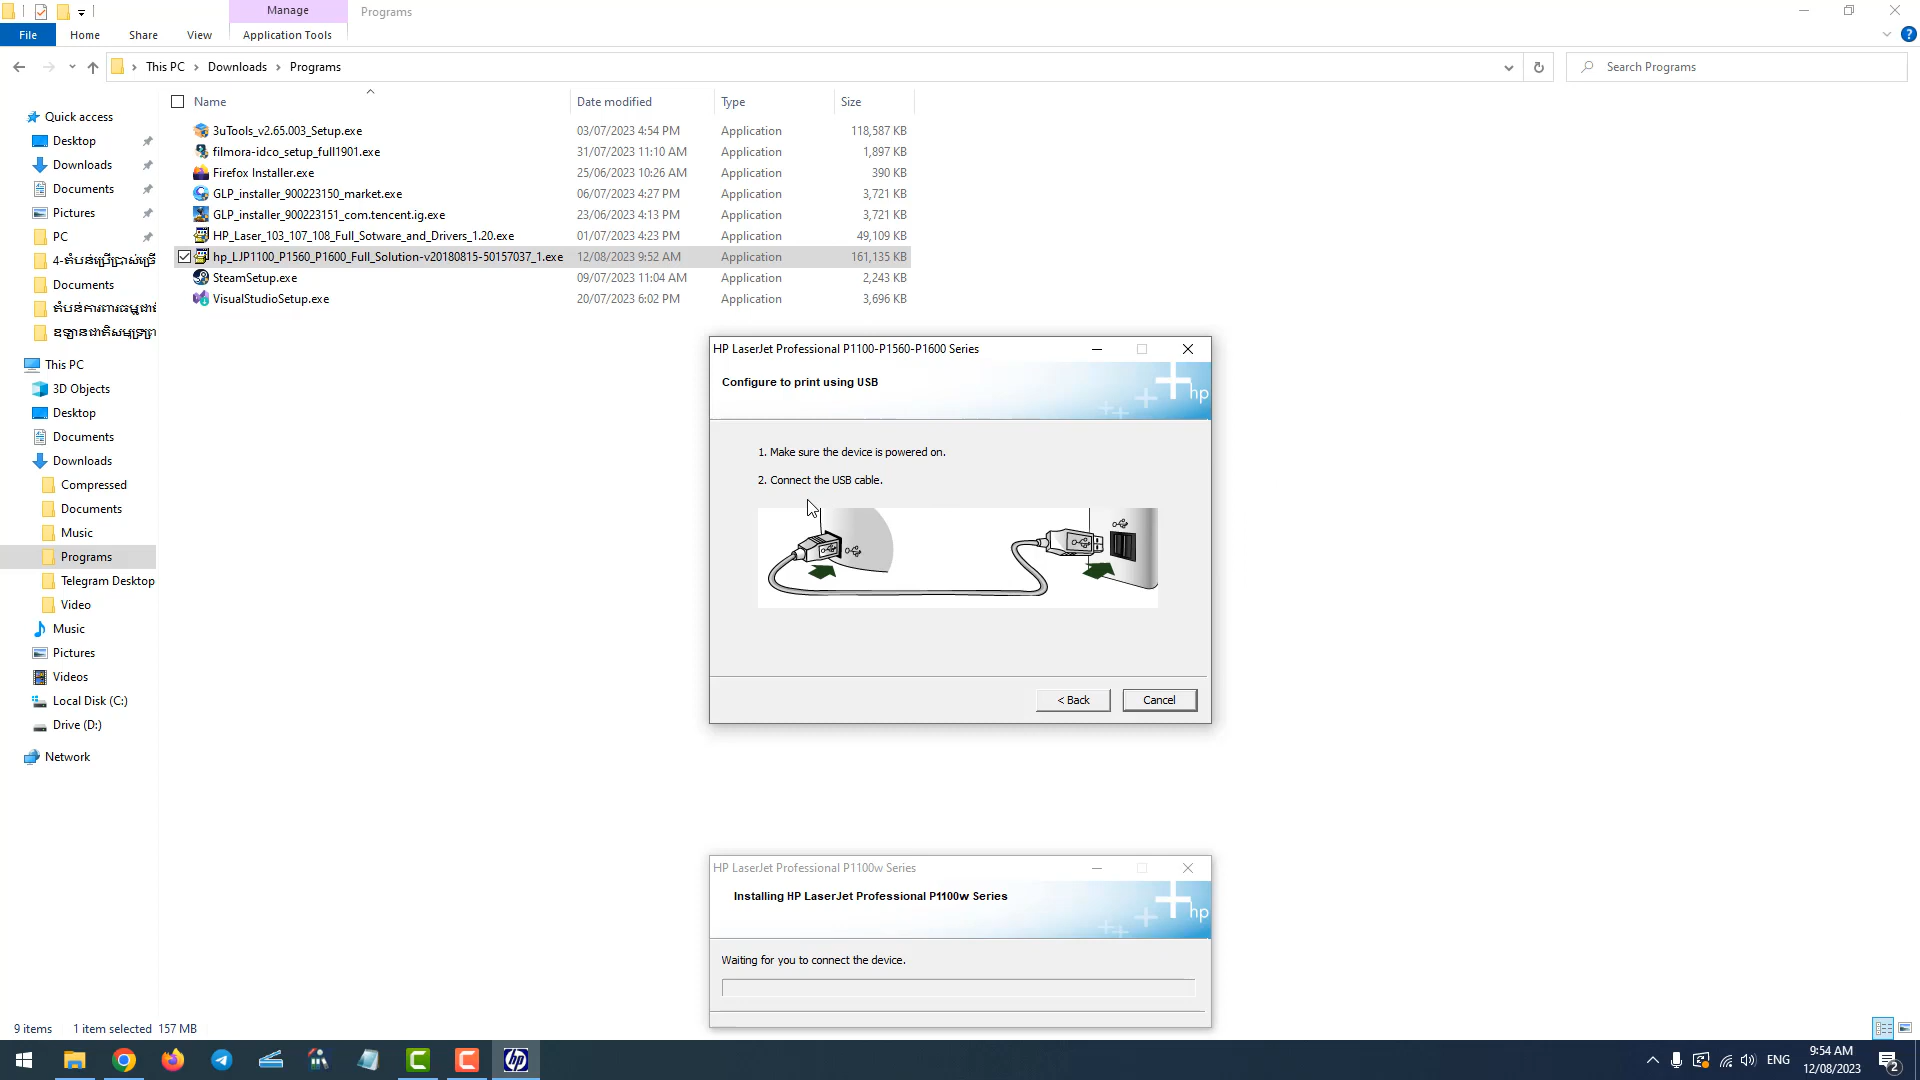 Manage
Programs
File
Home
Share
View
Application Tools
This PC
Downloads
Programs
Search Programs
Name
Date modified
Type
Size
3uTools_v2.65.003_Setup.exe 03/07/2023 4:54 PM Application 118,587 KB
filmora-idco_setup_full1901.exe 31/07/2023 11:10 AM Application 1,897 KB
Firefox Installer.exe 25/06/2023 10:26 AM Application 390 KB
GLP_installer_900223150_market.exe 06/07/2023 4:27 PM Application 3,721 KB
GLP_installer_900223151_com.tencent.ig.exe 23/06/2023 4:13 PM Application 3,721 KB
HP_Laser_103_107_108_Full_Sotware_and_Drivers_1.20.exe 01/07/2023 4:23 PM Application 49,109 KB
hp_LJP1100_P1560_P1600_Full_Solution-v20180815-50157037_1.exe 12/08/2023 9:52 AM Application 161,135 KB
SteamSetup.exe 09/07/2023 11:04 AM Application 2,243 KB
VisualStudioSetup.exe 20/07/2023 6:02 PM Application 3,696 KB
Quick access
Desktop
Downloads
Documents
Pictures
PC
4-តំបន់ប្រើប្រាស់ច្រើ
Documents
តំបន់ការពារធម្មជាតិ
ឧទ្យានជាតិសមុទ្រព្រ
This PC
3D Objects
Desktop
Documents
Downloads
Compressed
Documents
Music
Programs
Telegram Desktop
Video
Music
Pictures
Videos
Local Disk (C:)
Drive (D:)
Network
HP LaserJet Professional P1100-P1560-P1600 Series
Configure to print using USB
hp
1. Make sure the device is powered on.
2. Connect the USB cable.
< Back
Cancel
HP LaserJet Professional P1100w Series
Installing HP LaserJet Professional P1100w Series
hp
Waiting for you to connect the device.
9 items
1 item selected 157 MB
hp
ENG
9:54 AM
12/08/2023
2